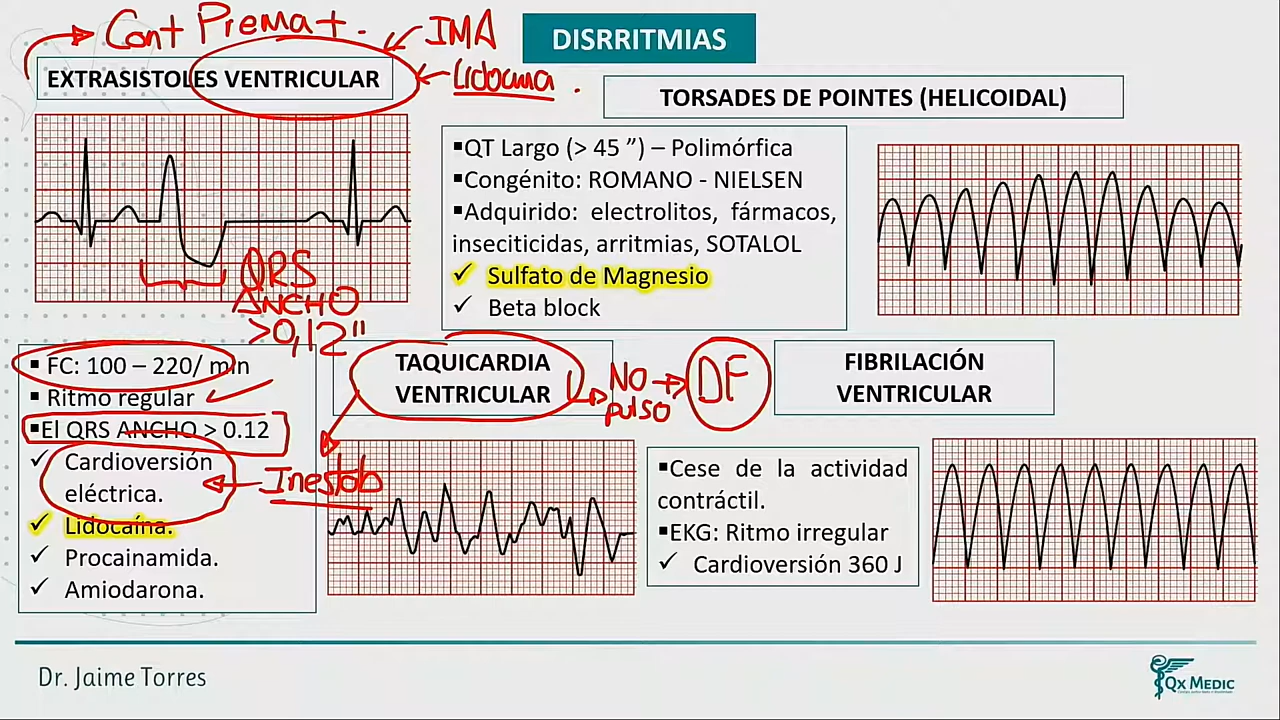 Cont Premat.
IMA
DISRRITMIAS
EXTRASISTOLES VENTRICULAR
Lidocaina.
TORSADES DE POINTES (HELICOIDAL)
▪QT Largo (> 45 ”) – Polimórfica
▪Congénito: ROMANO - NIELSEN
▪Adquirido: electrolitos, fármacos,
inseciticidas, arritmias, SOTALOL
✓ Sulfato de Magnesio
✓ Beta block
QRS
ANCHO
>0,12"
▪ FC: 100 – 220/ min
▪ Ritmo regular
▪El QRS ANCHO > 0.12
✓ Cardioversión
eléctrica.
✓ Lidocaína.
✓ Procainamida.
✓ Amiodarona.
TAQUICARDIA
VENTRICULAR
NO
pulso
DF
Inestab
FIBRILACIÓN
VENTRICULAR
▪Cese de la actividad
contráctil.
▪EKG: Ritmo irregular
✓ Cardioversión 360 J
Dr. Jaime Torres
QX MEDIC